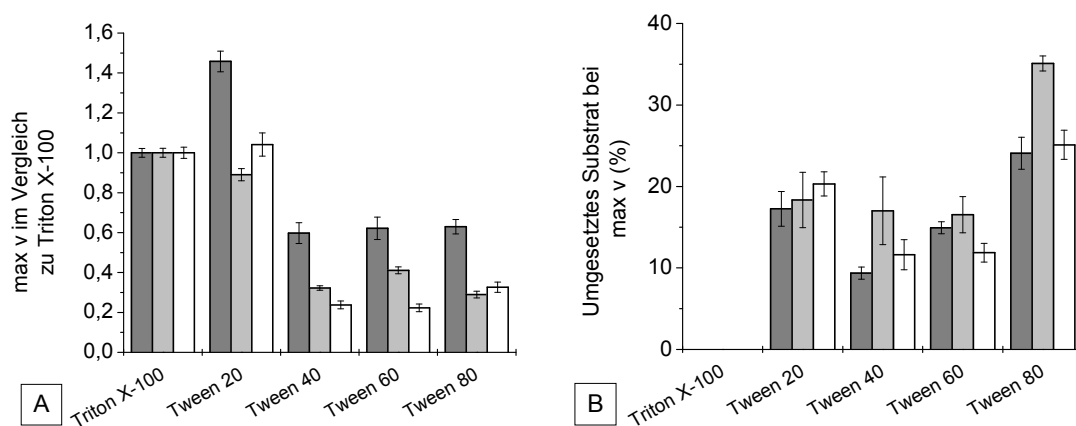 max v im Vergleich
zu Triton X-100
1,6
1,4
1,2
1,0
0,8
0,6
0,4
0,2
0,0
Triton X-100
Tween 20
Tween 40
Tween 60
Tween 80
A
Umgesetztes Substrat bei
max v (%)
40
30
20
10
0
Triton X-100
Tween 20
Tween 40
Tween 60
Tween 80
B